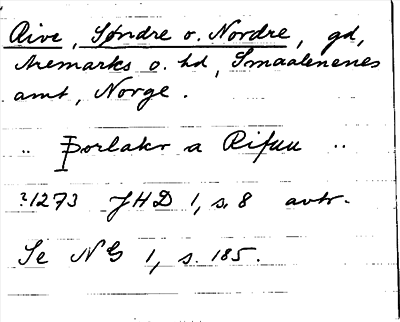 Rive, Søndre o. Nordre, gd,
Aremarks o. hd, Smaalenenes
amt, Norge.
.. Þorlakr a Rifuu ..
?1273 JHD 1, s. 8 avtr.
Se NG 1, s. 185.